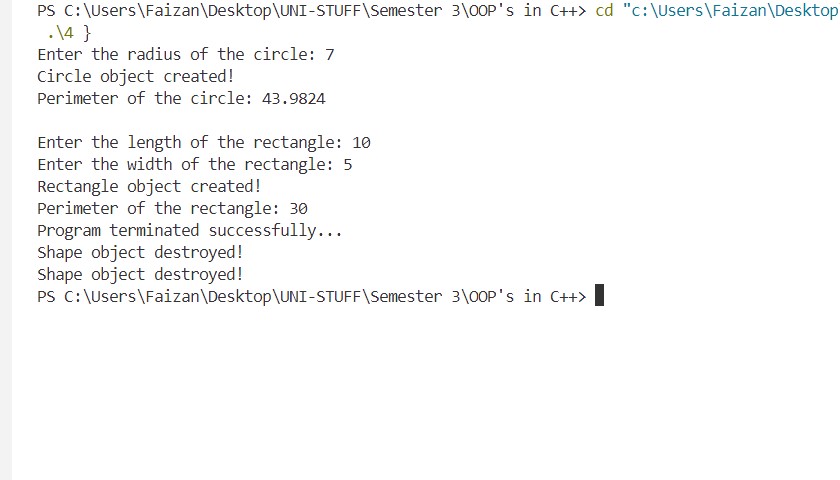 PS C:\Users\Faizan\Desktop\UNI-STUFF\Semester 3\OOP's in C++> cd "c:\Users\Faizan\Desktop
.\4 }
Enter the radius of the circle: 7
Circle object created!
Perimeter of the circle: 43.9824
Enter the length of the rectangle: 10
Enter the width of the rectangle: 5
Rectangle object created!
Perimeter of the rectangle: 30
Program terminated successfully...
Shape object destroyed!
Shape object destroyed!
PS C:\Users\Faizan\Desktop\UNI-STUFF\Semester 3\OOP's in C++>